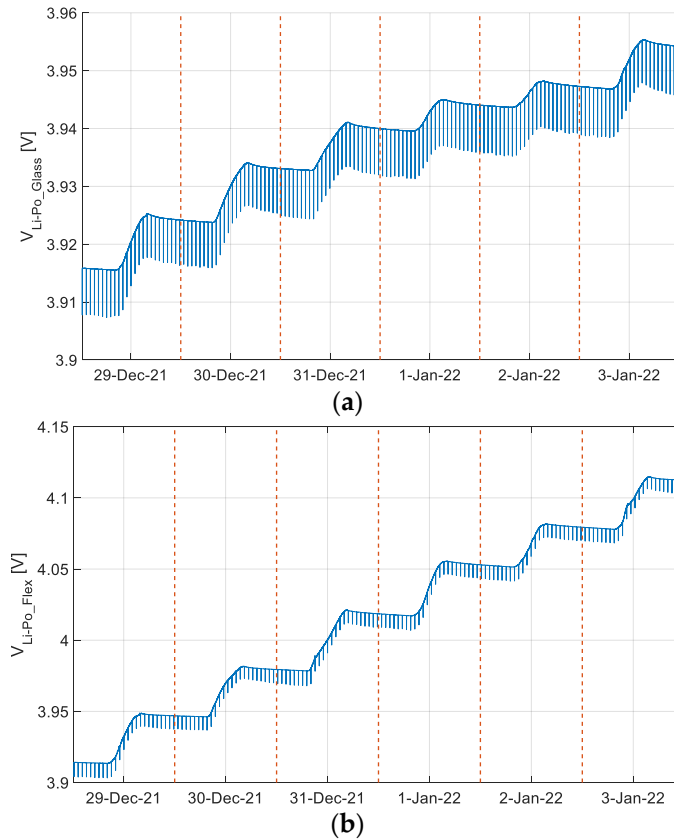 3.96
3.95
3.94
3.93
3.92
3.91
3.9
V Li-Po_Glass [V]
29-Dec-21 30-Dec-21 31-Dec-21 1-Jan-22 2-Jan-22 3-Jan-22
(a)
4.15
4.1
4.05
4
3.95
3.9
V Li-Po_Flex [V]
29-Dec-21 30-Dec-21 31-Dec-21 1-Jan-22 2-Jan-22 3-Jan-22
(b)